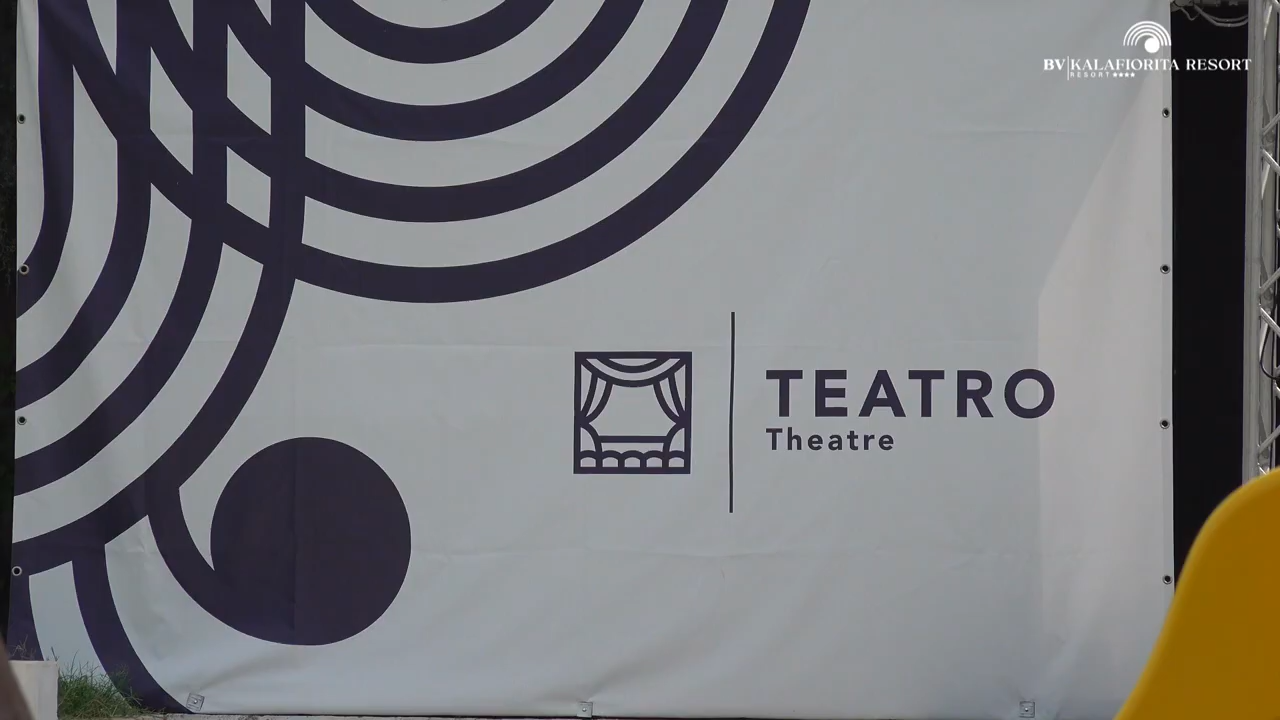 BV|KALAFIORITA RESORT
RESORT ★★★★
TEATRO
Theatre